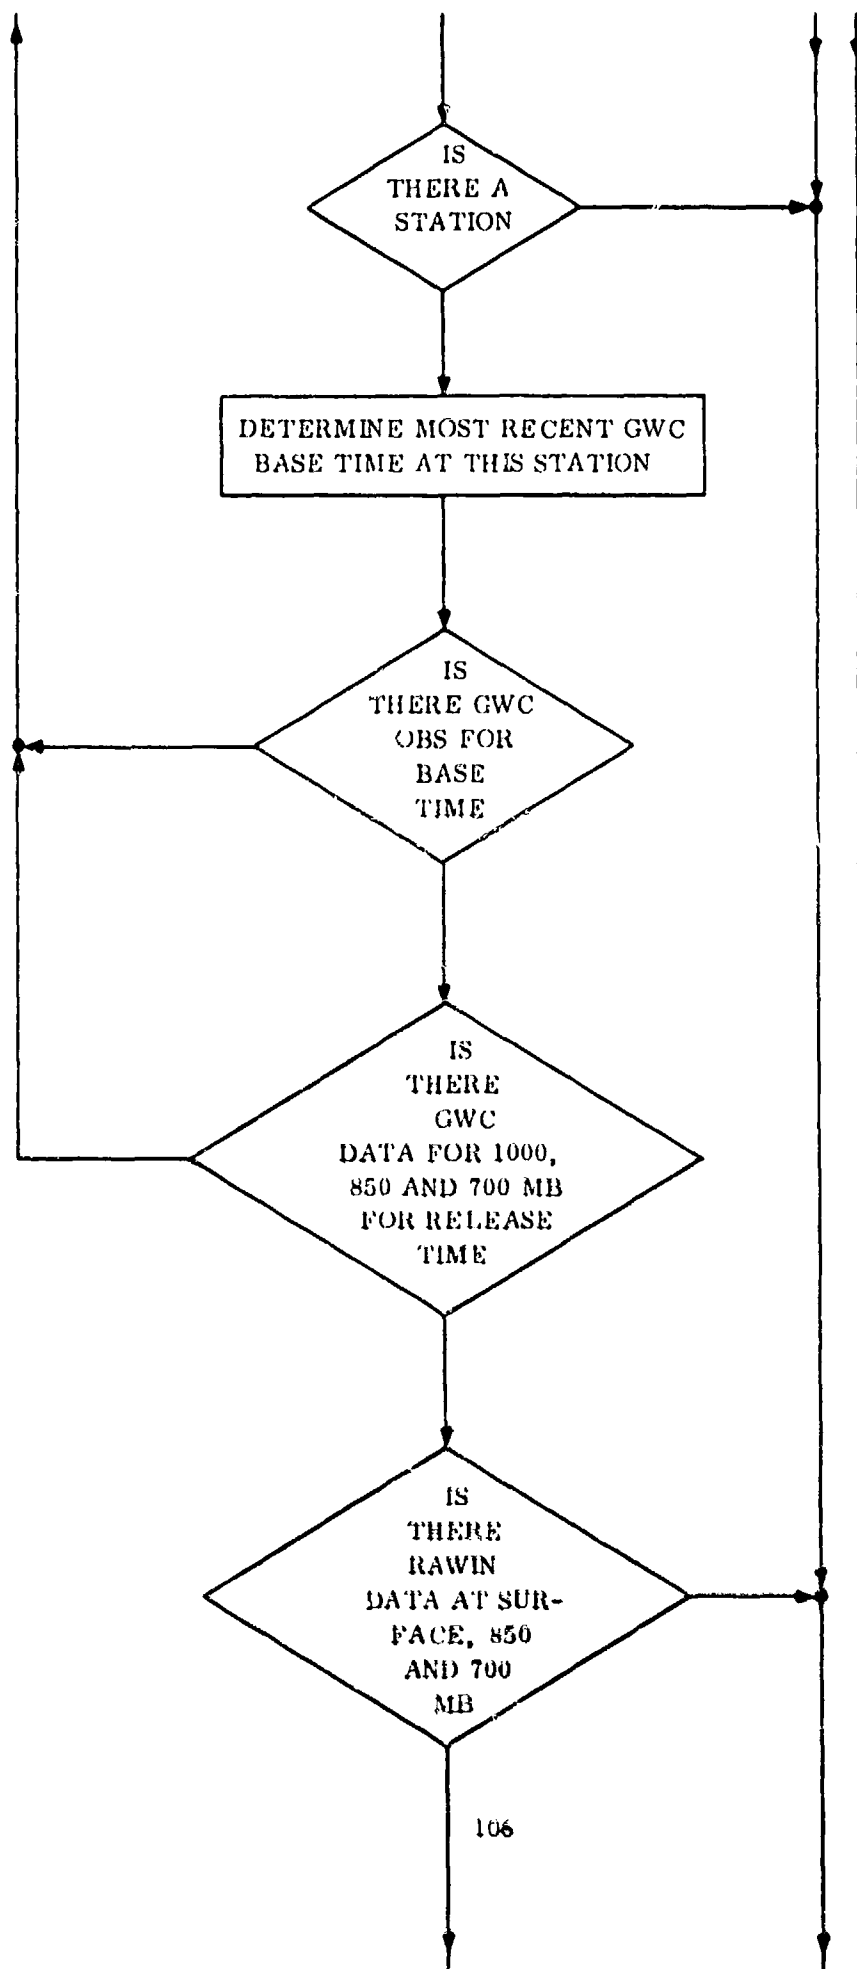 IS
THERE A
STATION
DETERMINE MOST RECENT GWC
BASE TIME AT THIS STATION
IS
THERE GWC
OBS FOR
BASE
TIME
IS
THERE
GWC
DATA FOR 1000,
850 AND 700 MB
FOR RELEASE
TIME
IS
THERE
RAWIN
DATA AT SUR-
FACE, 850
AND 700
MB
106